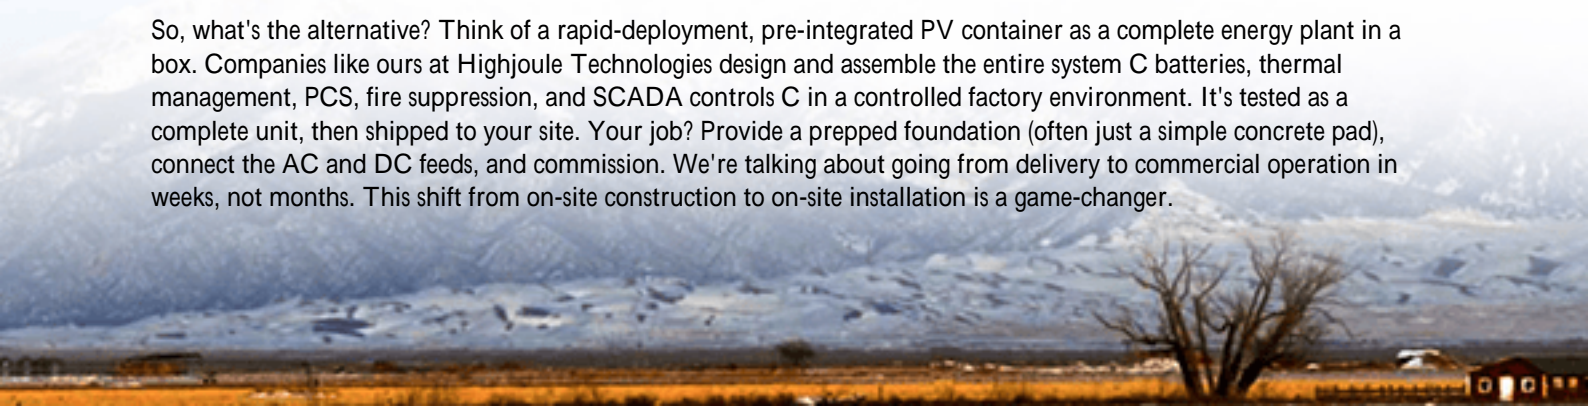 So, what's the alternative? Think of a rapid-deployment, pre-integrated PV container as a complete energy plant in a
box. Companies like ours at Highjoule Technologies design and assemble the entire system C batteries, thermal
management, PCS, fire suppression, and SCADA controls C in a controlled factory environment. It's tested as a
complete unit, then shipped to your site. Your job? Provide a prepped foundation (often just a simple concrete pad),
connect the AC and DC feeds, and commission. We're talking about going from delivery to commercial operation in
weeks, not months. This shift from on-site construction to on-site installation is a game-changer.